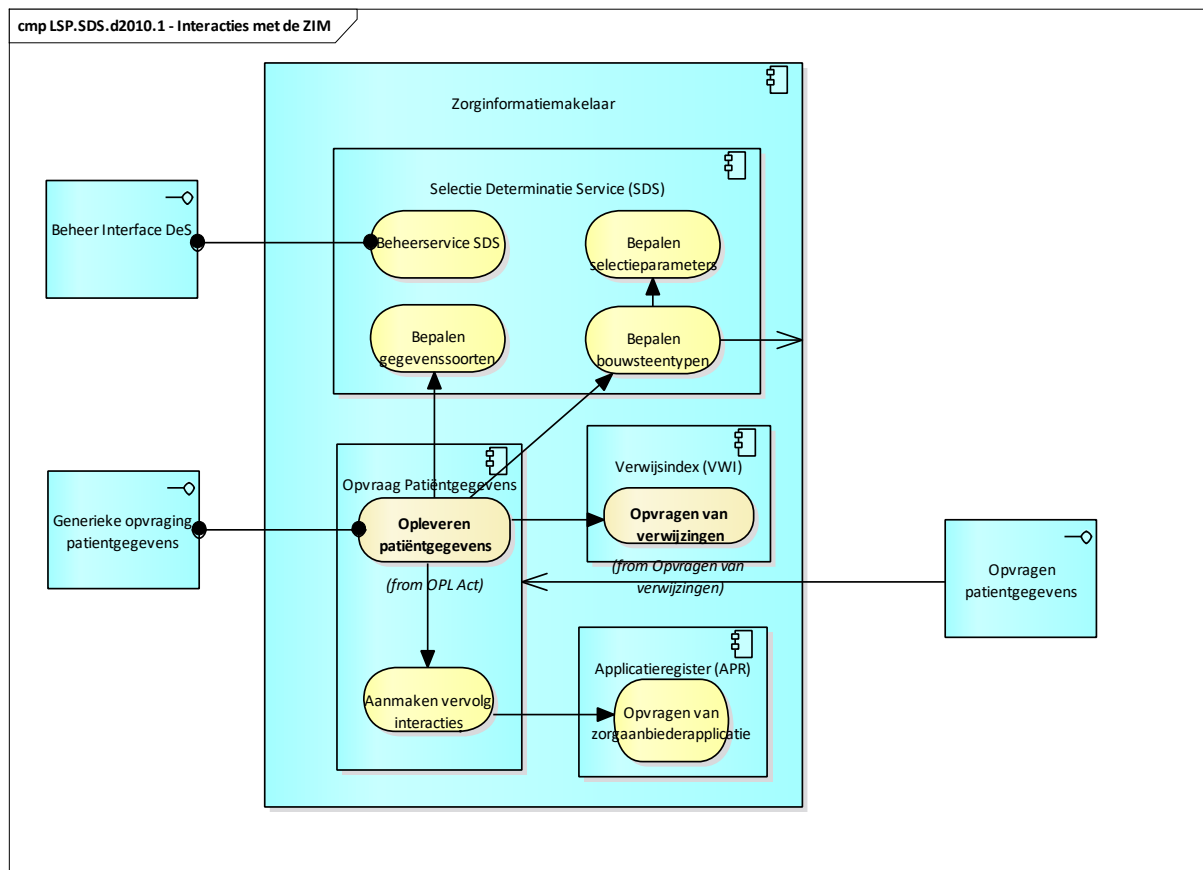 cmp LSP.SDS.d2010.1 - Interacties met de ZIM
Zorginformatiemakelaar
Selectie Determinatie Service (SDS)
Beheer Interface DeS
Beheerservice SDS
Bepalen
selectieparameters
Bepalen
gegevenssoorten
Bepalen
bouwsteentypen
Opvraag Patiëntgegevens
Verwijsindex (VWI)
Generieke opvraging
patientgegevens
Opleveren
patiëntgegevens
(from OPL Act)
Opvragen van
verwijzingen
(from Opvragen van
verwijzingen)
Opvragen
patientgegevens
Applicatieregister (APR)
Aanmaken vervolg
interacties
Opvragen van
zorgaanbiederapplicatie